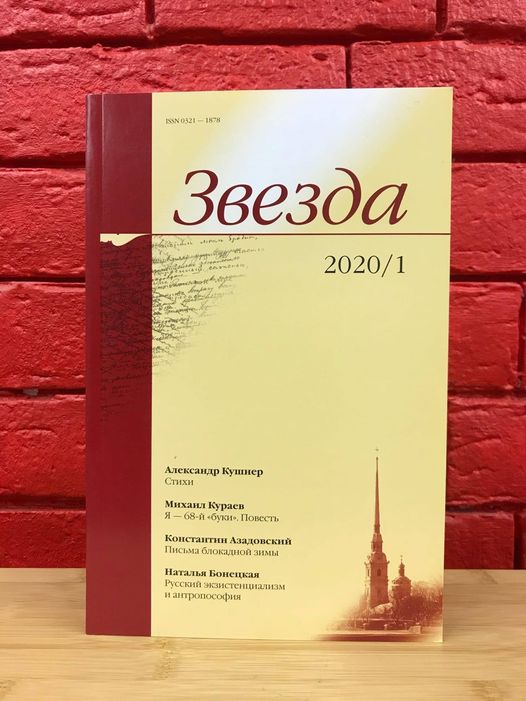 ISSN 0321 — 1878
Звезда
2020/1
Александр Кушнер
Стихи
Михаил Кураев
Я — 68-й «буки». Повесть
Константин Азадовский
Письма блокадной зимы
Наталья Бонецкая
Русский экзистенциализм
и антропософия